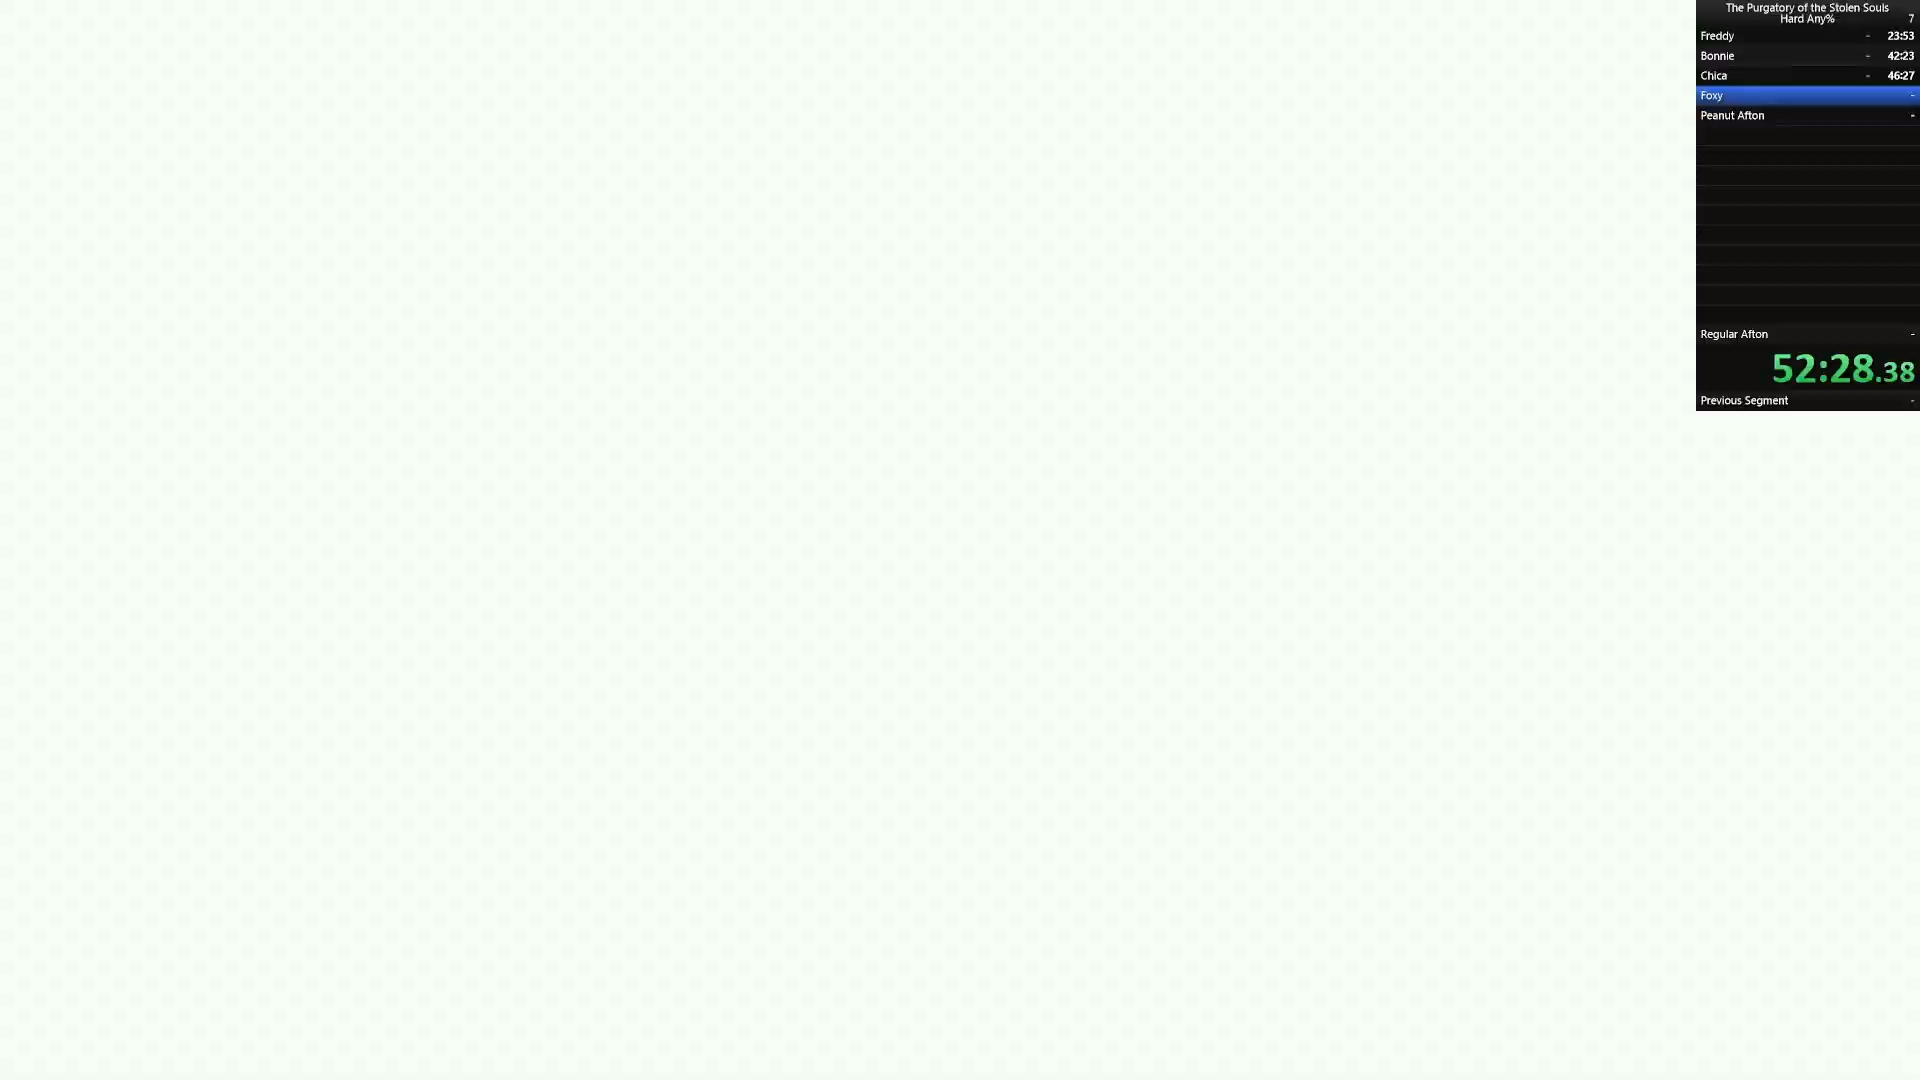 The Purgatory of the Stolen Souls
Hard Any% 7
Freddy - 23:53
Bonnie - 42:23
Chica - 46:27
Foxy -
Peanut Afton -
Regular Afton -
52:28.38
Previous Segment -